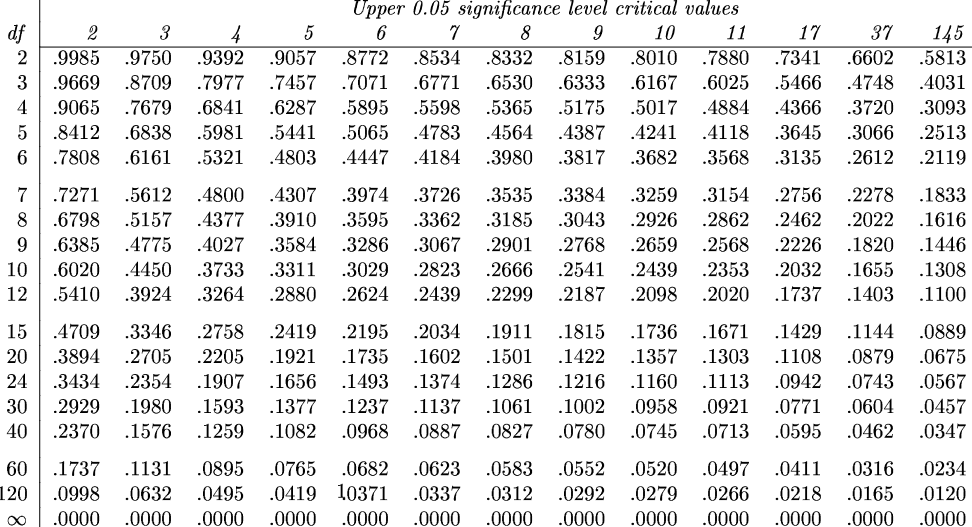 Upper 0.05 significance level critical values
df 2 3 4 5 6 7 8 9 10 11 17 37 145
2 .9985 .9750 .9392 .9057 .8772 .8534 .8332 .8159 .8010 .7880 .7341 .6602 .5813
3 .9669 .8709 .7977 .7457 .7071 .6771 .6530 .6333 .6167 .6025 .5466 .4748 .4031
4 .9065 .7679 .6841 .6287 .5895 .5598 .5365 .5175 .5017 .4884 .4366 .3720 .3093
5 .8412 .6838 .5981 .5441 .5065 .4783 .4564 .4387 .4241 .4118 .3645 .3066 .2513
6 .7808 .6161 .5321 .4803 .4447 .4184 .3980 .3817 .3682 .3568 .3135 .2612 .2119
7 .7271 .5612 .4800 .4307 .3974 .3726 .3535 .3384 .3259 .3154 .2756 .2278 .1833
8 .6798 .5157 .4377 .3910 .3595 .3362 .3185 .3043 .2926 .2862 .2462 .2022 .1616
9 .6385 .4775 .4027 .3584 .3286 .3067 .2901 .2768 .2659 .2568 .2226 .1820 .1446
10 .6020 .4450 .3733 .3311 .3029 .2823 .2666 .2541 .2439 .2353 .2032 .1655 .1308
12 .5410 .3924 .3264 .2880 .2624 .2439 .2299 .2187 .2098 .2020 .1737 .1403 .1100
15 .4709 .3346 .2758 .2419 .2195 .2034 .1911 .1815 .1736 .1671 .1429 .1144 .0889
20 .3894 .2705 .2205 .1921 .1735 .1602 .1501 .1422 .1357 .1303 .1108 .0879 .0675
24 .3434 .2354 .1907 .1656 .1493 .1374 .1286 .1216 .1160 .1113 .0942 .0743 .0567
30 .2929 .1980 .1593 .1377 .1237 .1137 .1061 .1002 .0958 .0921 .0771 .0604 .0457
40 .2370 .1576 .1259 .1082 .0968 .0887 .0827 .0780 .0745 .0713 .0595 .0462 .0347
60 .1737 .1131 .0895 .0765 .0682 .0623 .0583 .0552 .0520 .0497 .0411 .0316 .0234
120 .0998 .0632 .0495 .0419 1.0371 .0337 .0312 .0292 .0279 .0266 .0218 .0165 .0120
∞ .0000 .0000 .0000 .0000 .0000 .0000 .0000 .0000 .0000 .0000 .0000 .0000 .0000